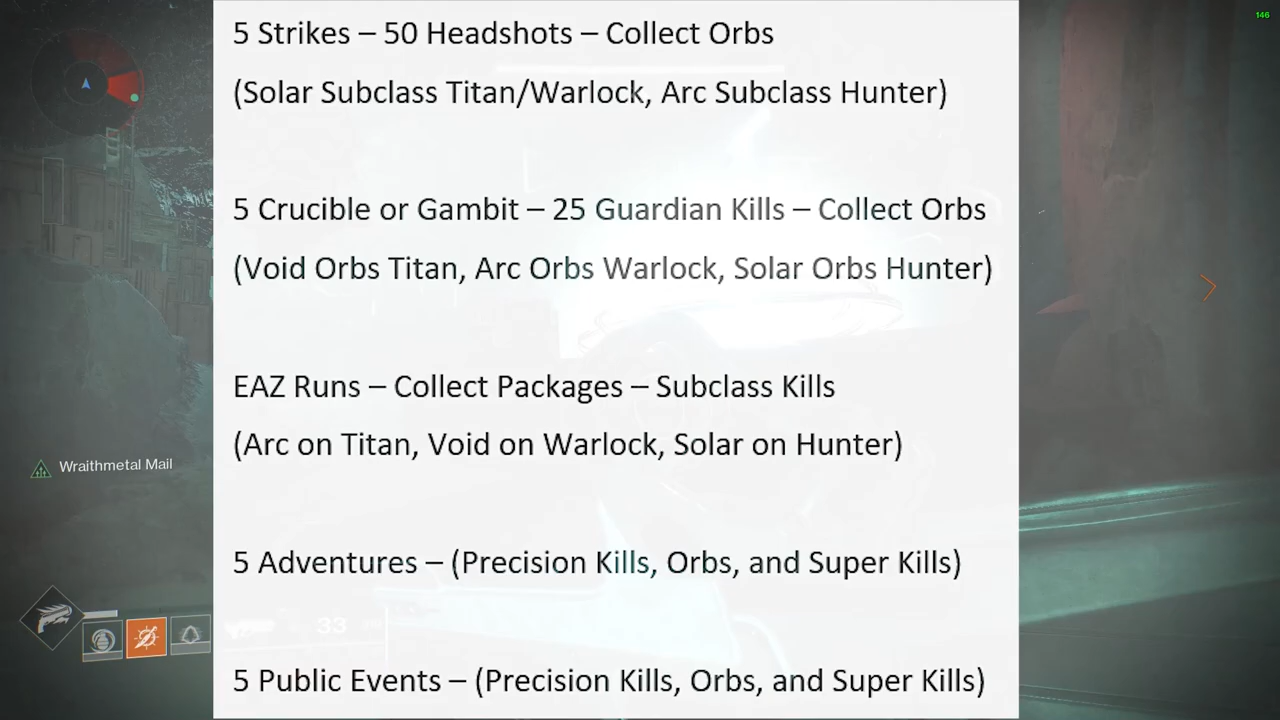 146
5 Strikes – 50 Headshots – Collect Orbs
(Solar Subclass Titan/Warlock, Arc Subclass Hunter)
5 Crucible or Gambit – 25 Guardian Kills – Collect Orbs
(Void Orbs Titan, Arc Orbs Warlock, Solar Orbs Hunter)
EAZ Runs – Collect Packages – Subclass Kills
(Arc on Titan, Void on Warlock, Solar on Hunter)
Wraithmetal Mail
5 Adventures – (Precision Kills, Orbs, and Super Kills)
33
5 Public Events – (Precision Kills, Orbs, and Super Kills)